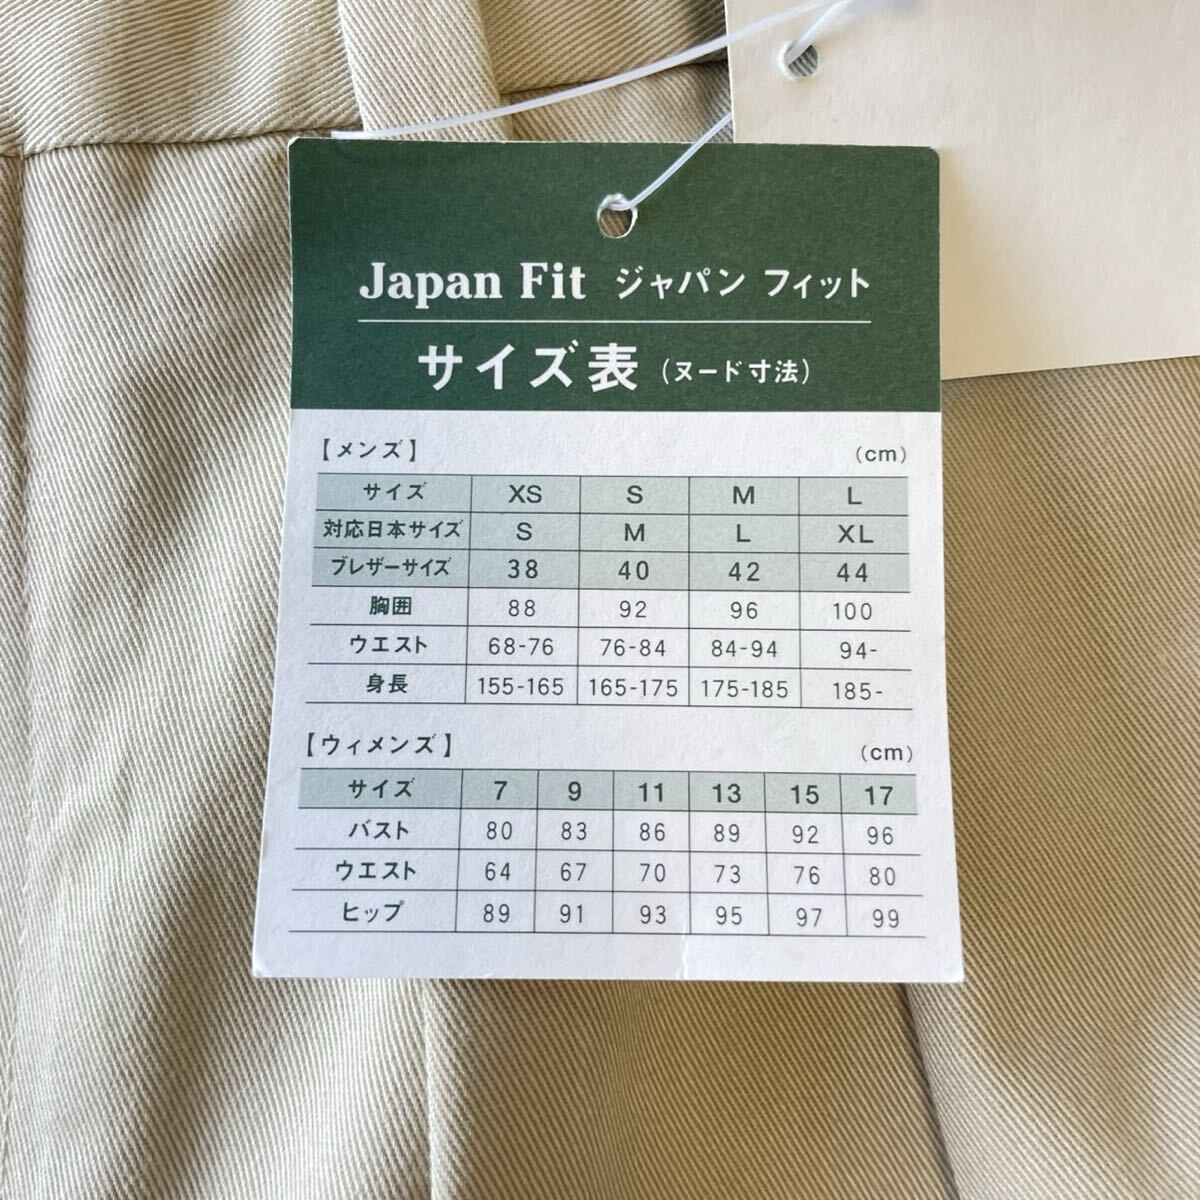 Japan Fit ジャパン フィット
サイズ表（ヌード寸法）
【メンズ】 (cm)
サイズ XS S M L
対応日本サイズ S M L XL
ブレザーサイズ 38 40 42 44
胸囲 88 92 96 100
ウエスト 68-76 76-84 84-94 94-
身長 155-165 165-175 175-185 185-
【ウィメンズ】 (cm)
サイズ 7 9 11 13 15 17
バスト 80 83 86 89 92 96
ウエスト 64 67 70 73 76 80
ヒップ 89 91 93 95 97 99